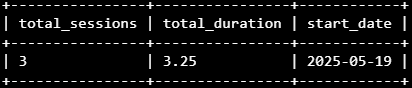 | total_sessions | total_duration | start_date |
| 3 | 3.25 | 2025-05-19 |